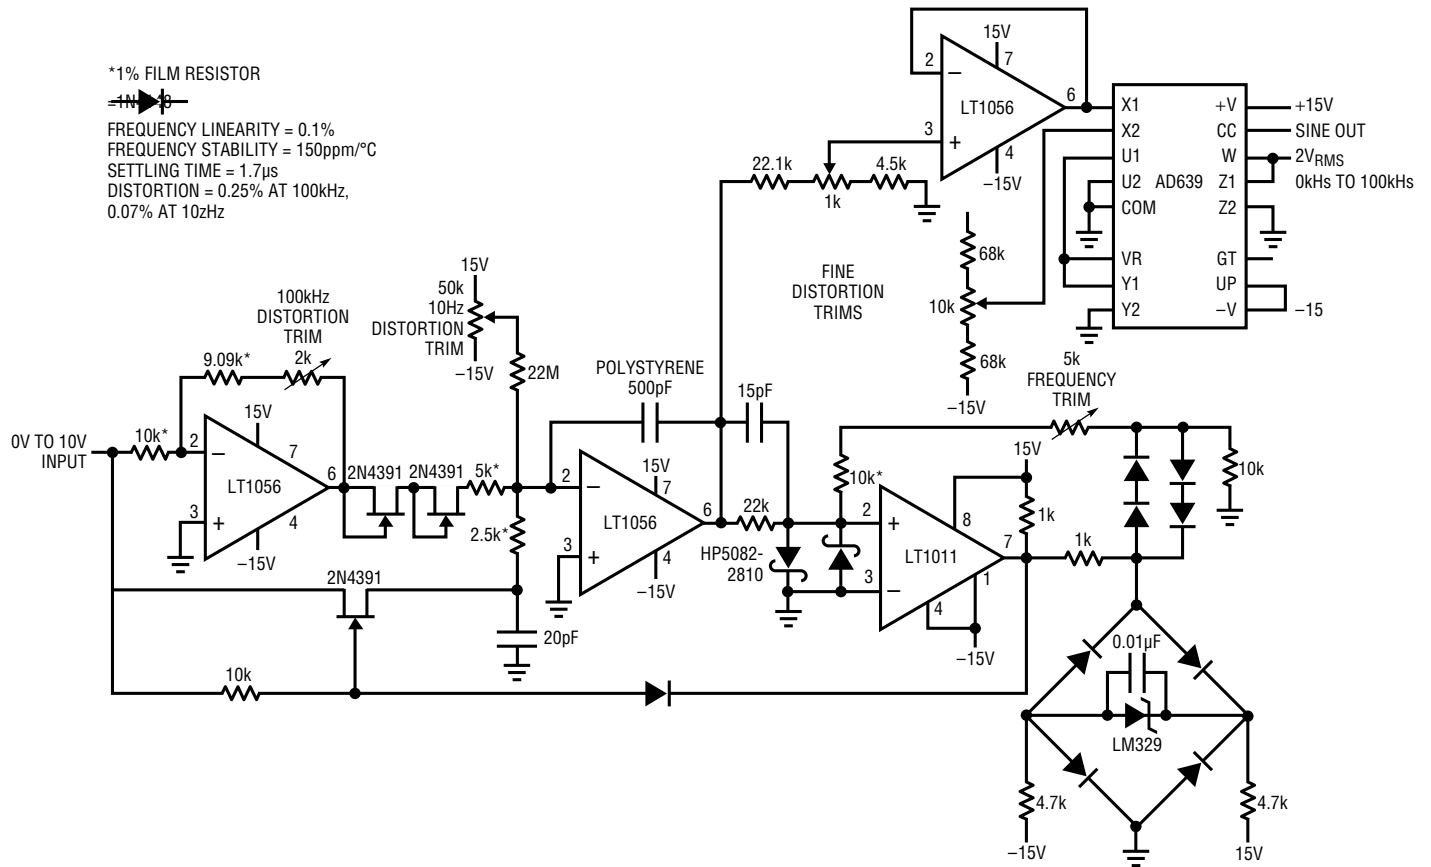 *1% FILM RESISTOR
FREQUENCY LINEARITY = 0.1%
FREQUENCY STABILITY = 150ppm/°C
SETTLING TIME = 1.7µs
DISTORTION = 0.25% AT 100kHz,
0.07% AT 10zHz
15V
2
7
6
LT1056
3
4
–15V
22.1k
4.5k
1k
X1
X2
U1
U2
COM
VR
Y1
Y2
AD639
+V
CC
W
Z1
Z2
GT
UP
–V
+15V
SINE OUT
2VRMS
0kHs TO 100kHs
–15
68k
10k
68k
–15V
FINE
DISTORTION
TRIMS
15V
50k
10Hz
DISTORTION
TRIM
–15V
22M
100kHz
DISTORTION
TRIM
2k
9.09k*
0V TO 10V
INPUT
10k*
15V
2
7
6
LT1056
3
4
–15V
2N4391
2N4391
5k*
2.5k*
2N4391
20pF
10k
POLYSTYRENE
500pF
15pF
15V
2
7
6
LT1056
3
4
–15V
22k
HP5082-
2810
10k*
5k
FREQUENCY
TRIM
15V
2
8
1k
7
LT1011
3
1
4
–15V
1k
10k
0.01µF
LM329
4.7k
4.7k
–15V
15V